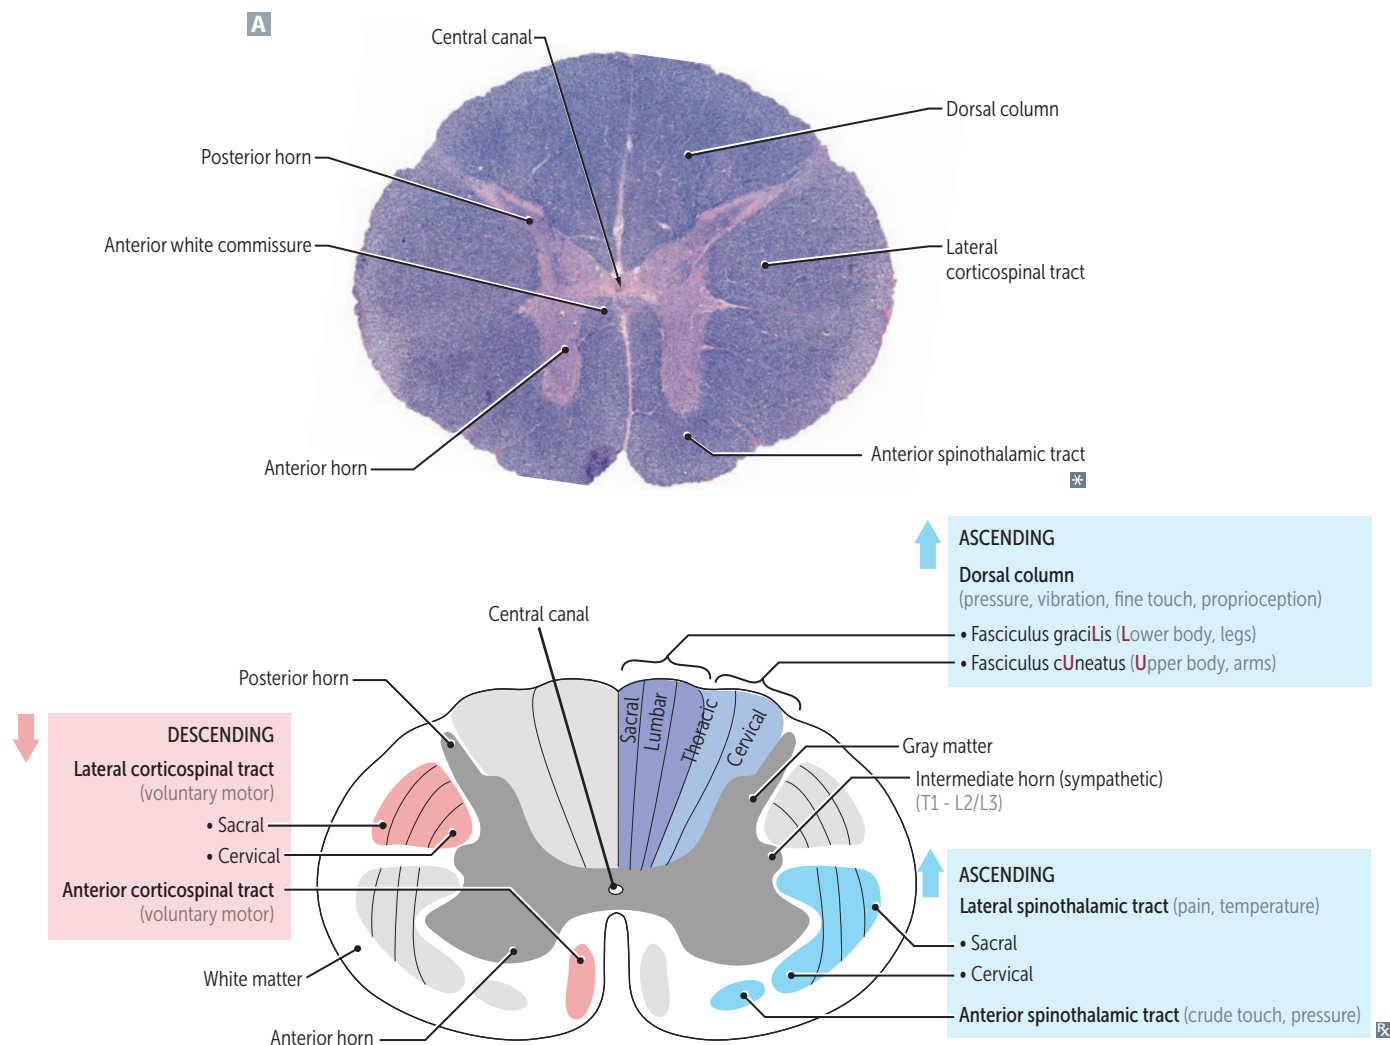 A
Central canal
Dorsal column
Posterior horn
Anterior white commissure
Lateral
corticospinal tract
Anterior horn
Anterior spinothalamic tract
ASCENDING
Dorsal column
(pressure, vibration, fine touch, proprioception)
• Fasciculus graciLis (Lower body, legs)
• Fasciculus cUneatus (Upper body, arms)
Central canal
Posterior horn
Sacral
Lumbar
Thoracic
Cervical
DESCENDING
Lateral corticospinal tract
(voluntary motor)
• Sacral
• Cervical
Anterior corticospinal tract
(voluntary motor)
Gray matter
Intermediate horn (sympathetic)
(T1 - L2/L3)
ASCENDING
Lateral spinothalamic tract (pain, temperature)
• Sacral
• Cervical
Anterior spinothalamic tract (crude touch, pressure)
White matter
Anterior horn
Rx